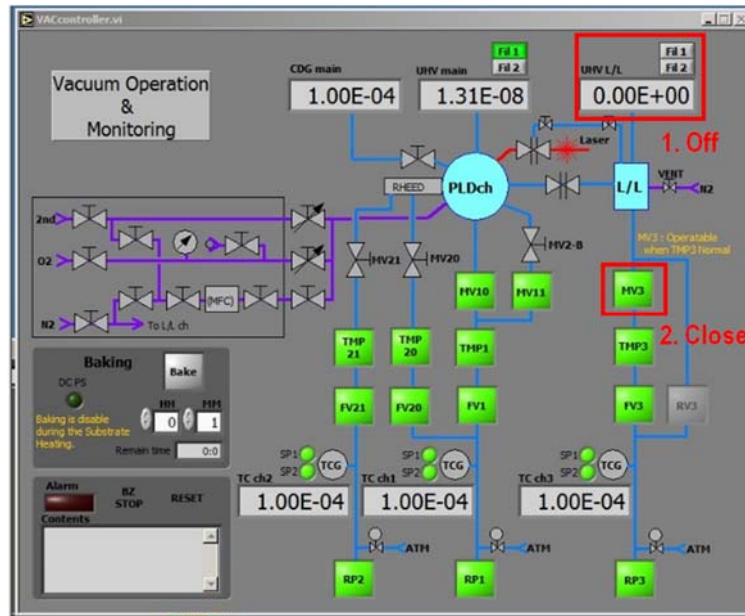 VACcontroller.vi
Vacuum Operation
&
Monitoring
CDG main
1.00E-04
Fil 1
Fil 2
UHV main
1.31E-08
Fil 1
Fil 2
UHV L/L
0.00E+00
1. Off
Laser
RHEED
PLDch
L/L
VENT
N2
2nd
O2
N2
(MFC)
To L/L ch
MV21
MV20
MV2-B
MV3 : Operatable
when TMP3 Normal
MV10
MV11
MV3
2. Close
TMP
21
TMP
20
TMP1
TMP3
FV21
FV20
FV1
FV3
RV3
Baking
Bake
DC PS
HH
MM
0
1
Baking is disable
during the Substrate
Heating.
Remain time
0:0
SP1
SP2
TCG
TC ch2
1.00E-04
SP1
SP2
TCG
TC ch1
1.00E-04
SP1
SP2
TCG
TC ch3
1.00E-04
Alarm
BZ
STOP
RESET
Contents
ATM
ATM
ATM
RP2
RP1
RP3